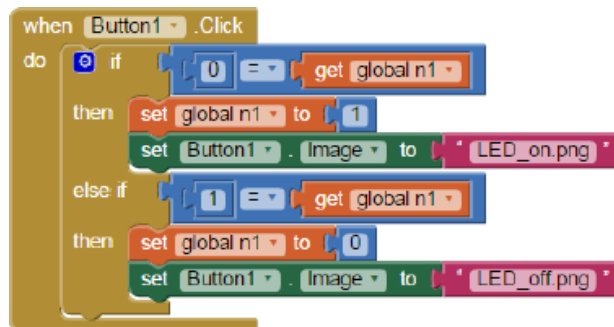 when Button1 .Click
do if 0 = get global n1
then set global n1 to 1
set Button1 . Image to " LED_on.png "
else if 1 = get global n1
then set global n1 to 0
set Button1 . Image to " LED_off.png "